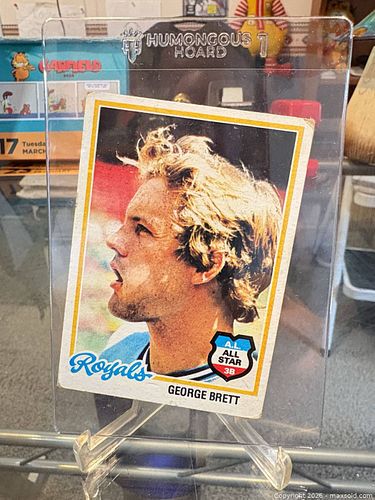 HUMONGOUS
HOARD
GARFIELD
17 Tuesday
MARCH
A.L.
ALL
STAR
3B
Royals
GEORGE BRETT
Copyright 2026 - maxsold.com